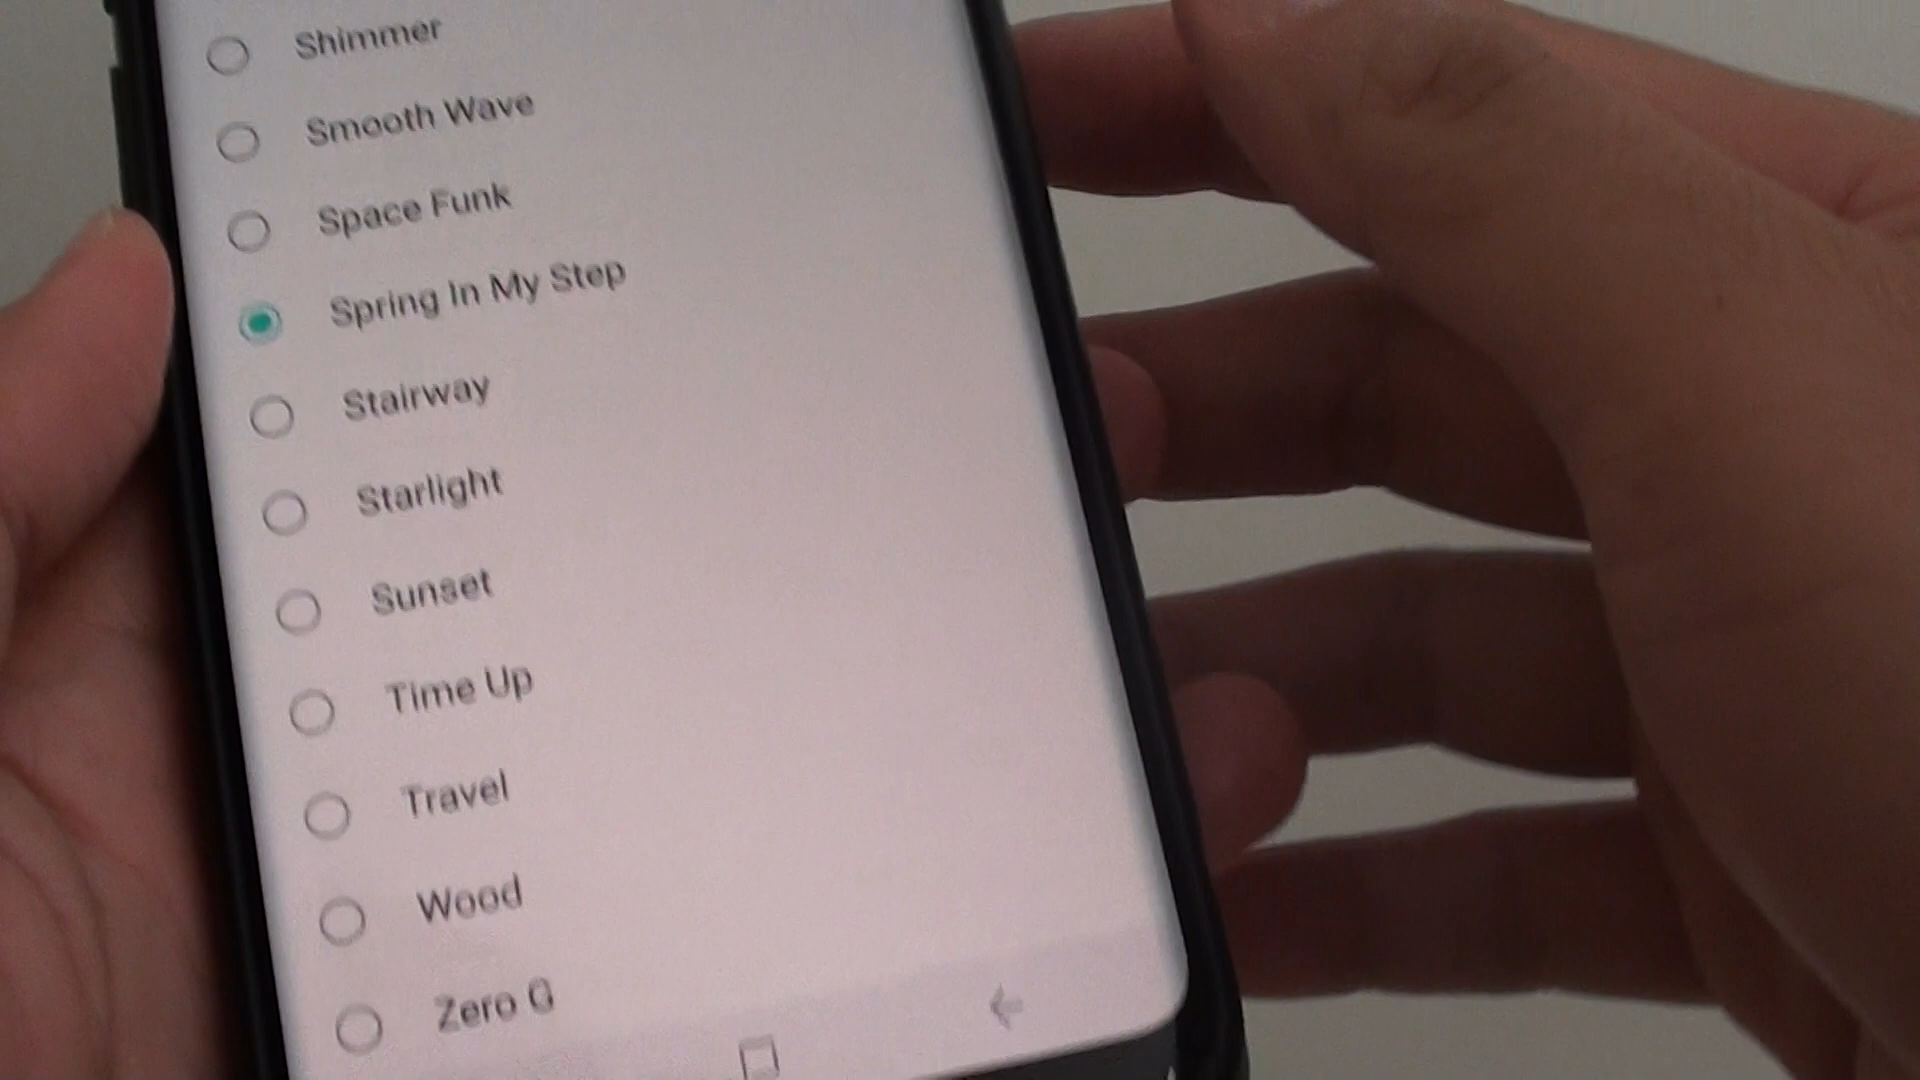 Shimmer
Smooth Wave
Space Funk
Spring In My Step
Stairway
Starlight
Sunset
Time Up
Travel
Wood
Zero G